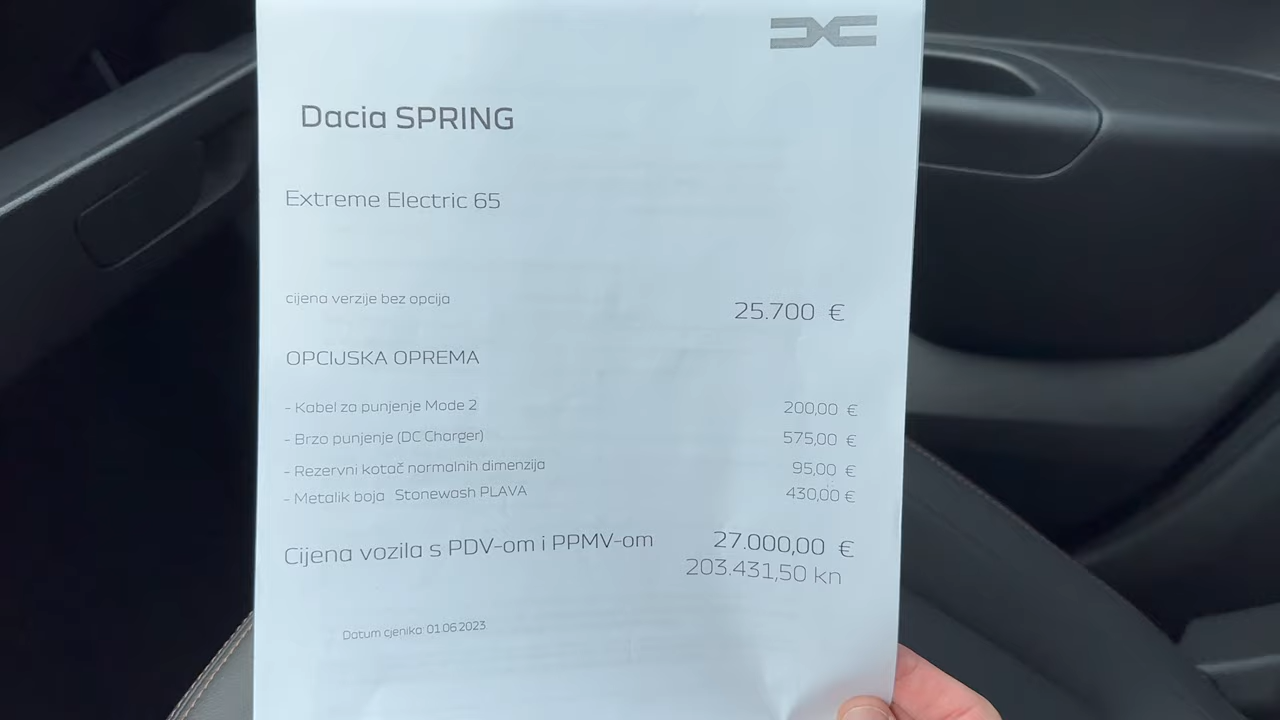 Dacia SPRING
Extreme Electric 65
cijena verzije bez opcija 25.700 €
OPCIJSKA OPREMA
- Kabel za punjenje Mode 2 200,00 €
- Brzo punjenje (DC Charger) 575,00 €
- Rezervni kotač normalnih dimenzija 95,00 €
- Metalik boja Stonewash PLAVA 430,00 €
Cijena vozila s PDV-om i PPMV-om 27.000,00 €
203.431,50 kn
Datum cjenika: 01.06.2023